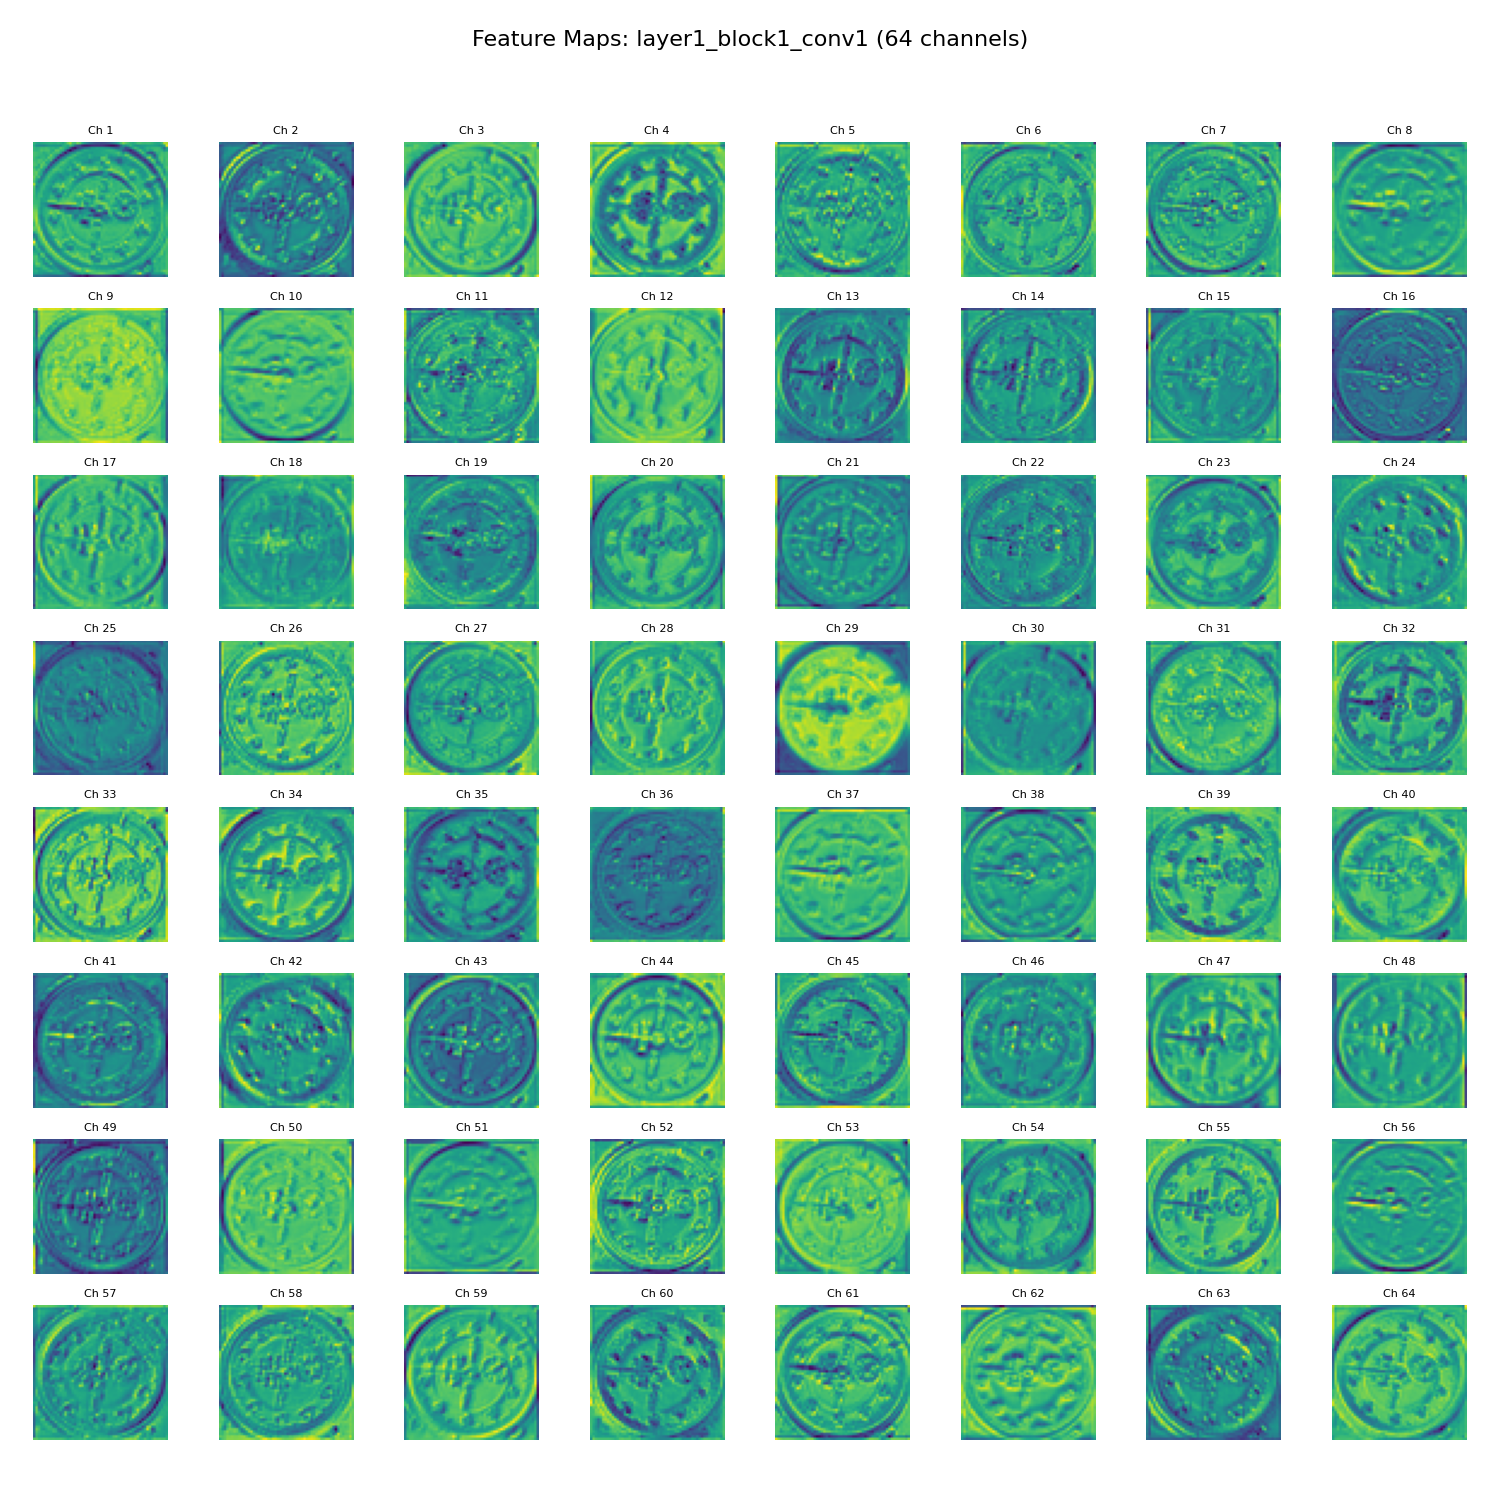 Feature Maps: layer1_block1_conv1 (64 channels)
Ch 1 Ch 2 Ch 3 Ch 4 Ch 5 Ch 6 Ch 7 Ch 8
Ch 9 Ch 10 Ch 11 Ch 12 Ch 13 Ch 14 Ch 15 Ch 16
Ch 17 Ch 18 Ch 19 Ch 20 Ch 21 Ch 22 Ch 23 Ch 24
Ch 25 Ch 26 Ch 27 Ch 28 Ch 29 Ch 30 Ch 31 Ch 32
Ch 33 Ch 34 Ch 35 Ch 36 Ch 37 Ch 38 Ch 39 Ch 40
Ch 41 Ch 42 Ch 43 Ch 44 Ch 45 Ch 46 Ch 47 Ch 48
Ch 49 Ch 50 Ch 51 Ch 52 Ch 53 Ch 54 Ch 55 Ch 56
Ch 57 Ch 58 Ch 59 Ch 60 Ch 61 Ch 62 Ch 63 Ch 64